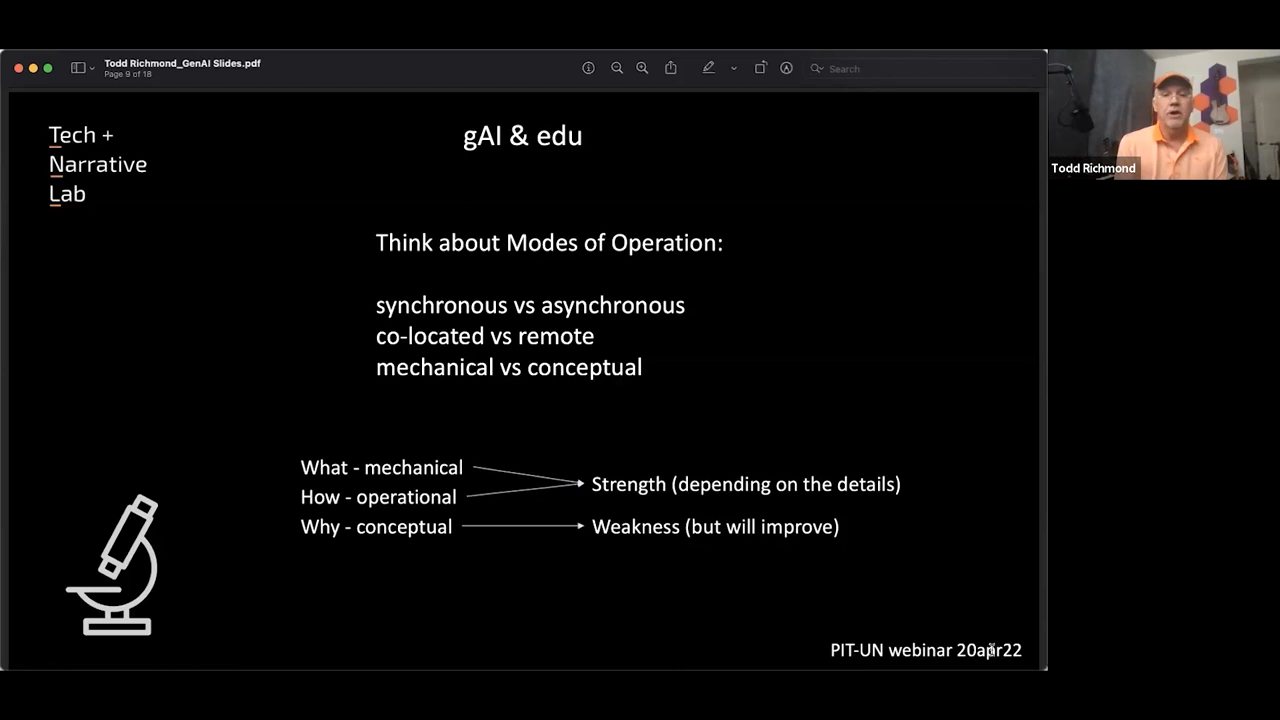 Todd Richmond_GenAI Slides.pdf
Page 9 of 18
Search
Tech +
Narrative
Lab
gAI & edu
Think about Modes of Operation:
synchronous vs asynchronous
co-located vs remote
mechanical vs conceptual
What - mechanical
How - operational
Why - conceptual
Strength (depending on the details)
Weakness (but will improve)
PIT-UN webinar 20apr22
Todd Richmond